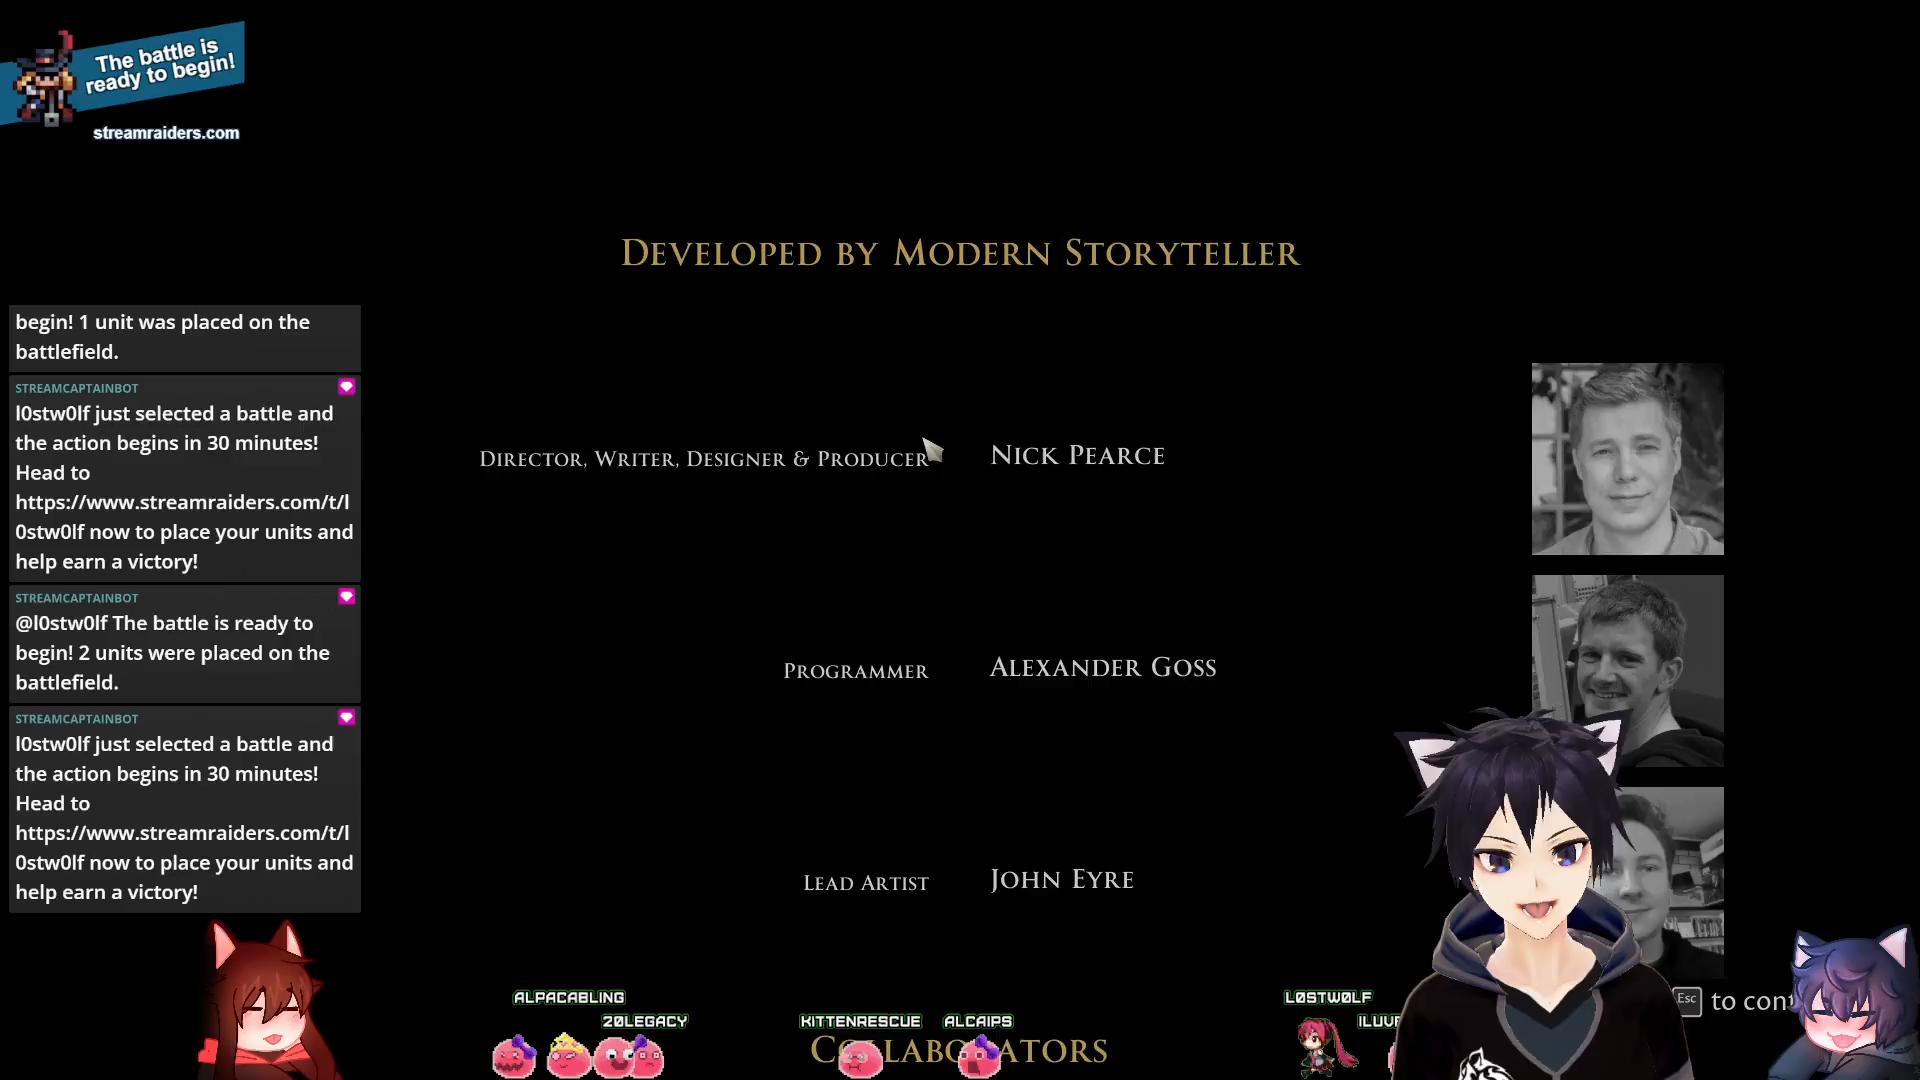 The battle is
ready to begin!
streamraiders.com
DEVELOPED BY MODERN STORYTELLER
begin! 1 unit was placed on the
battlefield.
STREAMCAPTAINBOT
l0stw0lf just selected a battle and
the action begins in 30 minutes!
Head to
https://www.streamraiders.com/t/l
0stw0lf now to place your units and
help earn a victory!
STREAMCAPTAINBOT
@l0stw0lf The battle is ready to
begin! 2 units were placed on the
battlefield.
STREAMCAPTAINBOT
l0stw0lf just selected a battle and
the action begins in 30 minutes!
Head to
https://www.streamraiders.com/t/l
0stw0lf now to place your units and
help earn a victory!
DIRECTOR, WRITER, DESIGNER & PRODUCER NICK PEARCE
PROGRAMMER ALEXANDER GOSS
LEAD ARTIST JOHN EYRE
Esc to cont
ALPACABLING
20LEGACY
KITTENRESCUE
ALCAIPS
L0STW0LF
ILUV